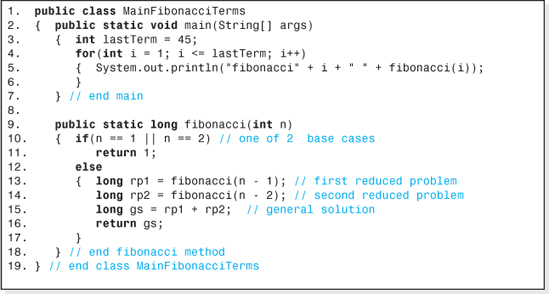 1. public class MainFibonacciTerms
2. { public static void main(String[] args)
3. { int lastTerm = 45;
4. for(int i = 1; i <= lastTerm; i++)
5. { System.out.println("fibonacci" + i + " " + fibonacci(i));
6. }
7. } // end main
8.
9. public static long fibonacci(int n)
10. { if(n == 1 || n == 2) // one of 2 base cases
11. return 1;
12. else
13. { long rp1 = fibonacci(n - 1); // first reduced problem
14. long rp2 = fibonacci(n - 2); // second reduced problem
15. long gs = rp1 + rp2; // general solution
16. return gs;
17. }
18. } // end fibonacci method
19. } // end class MainFibonacciTerms